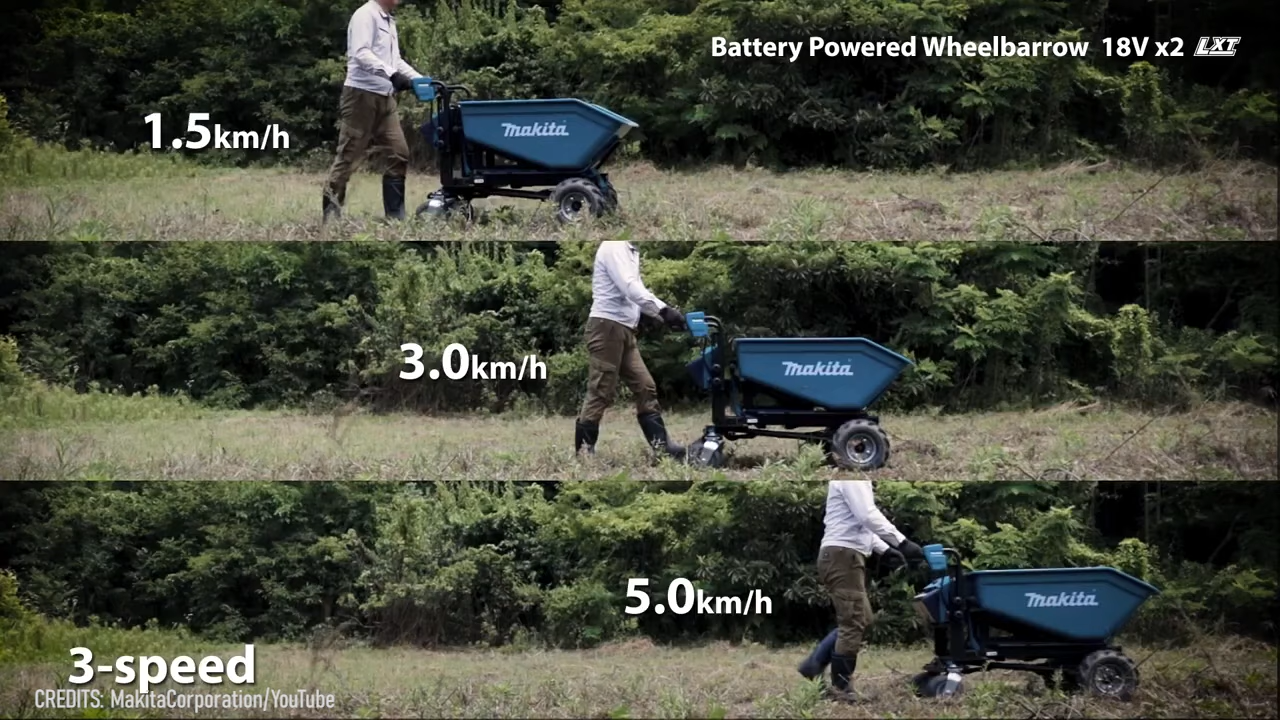 Battery Powered Wheelbarrow 18V x2 LXT
1.5km/h
Makita
3.0km/h
Makita
5.0km/h
Makita
3-speed
CREDITS: MakitaCorporation/YouTube